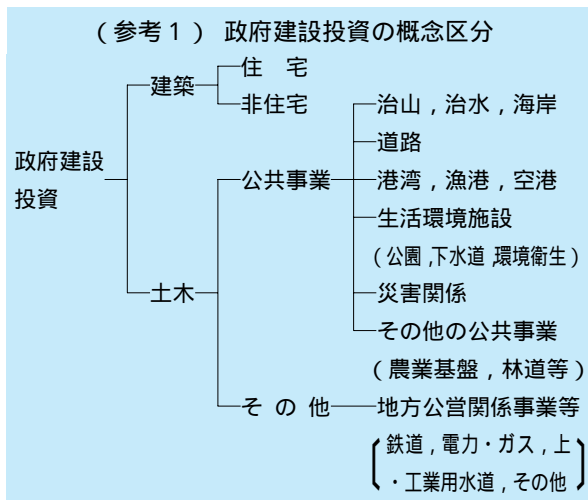 (参考1) 政府建設投資の概念区分
住 宅
建築
非住宅
治山,治水,海岸
道路
政府建設
投資
公共事業
港湾,漁港,空港
生活環境施設
(公園,下水道,環境衛生)
土木
災害関係
その他の公共事業
(農業基盤,林道等)
その他
地方公営関係事業等
鉄道,電力・ガス,上
・工業用水道,その他